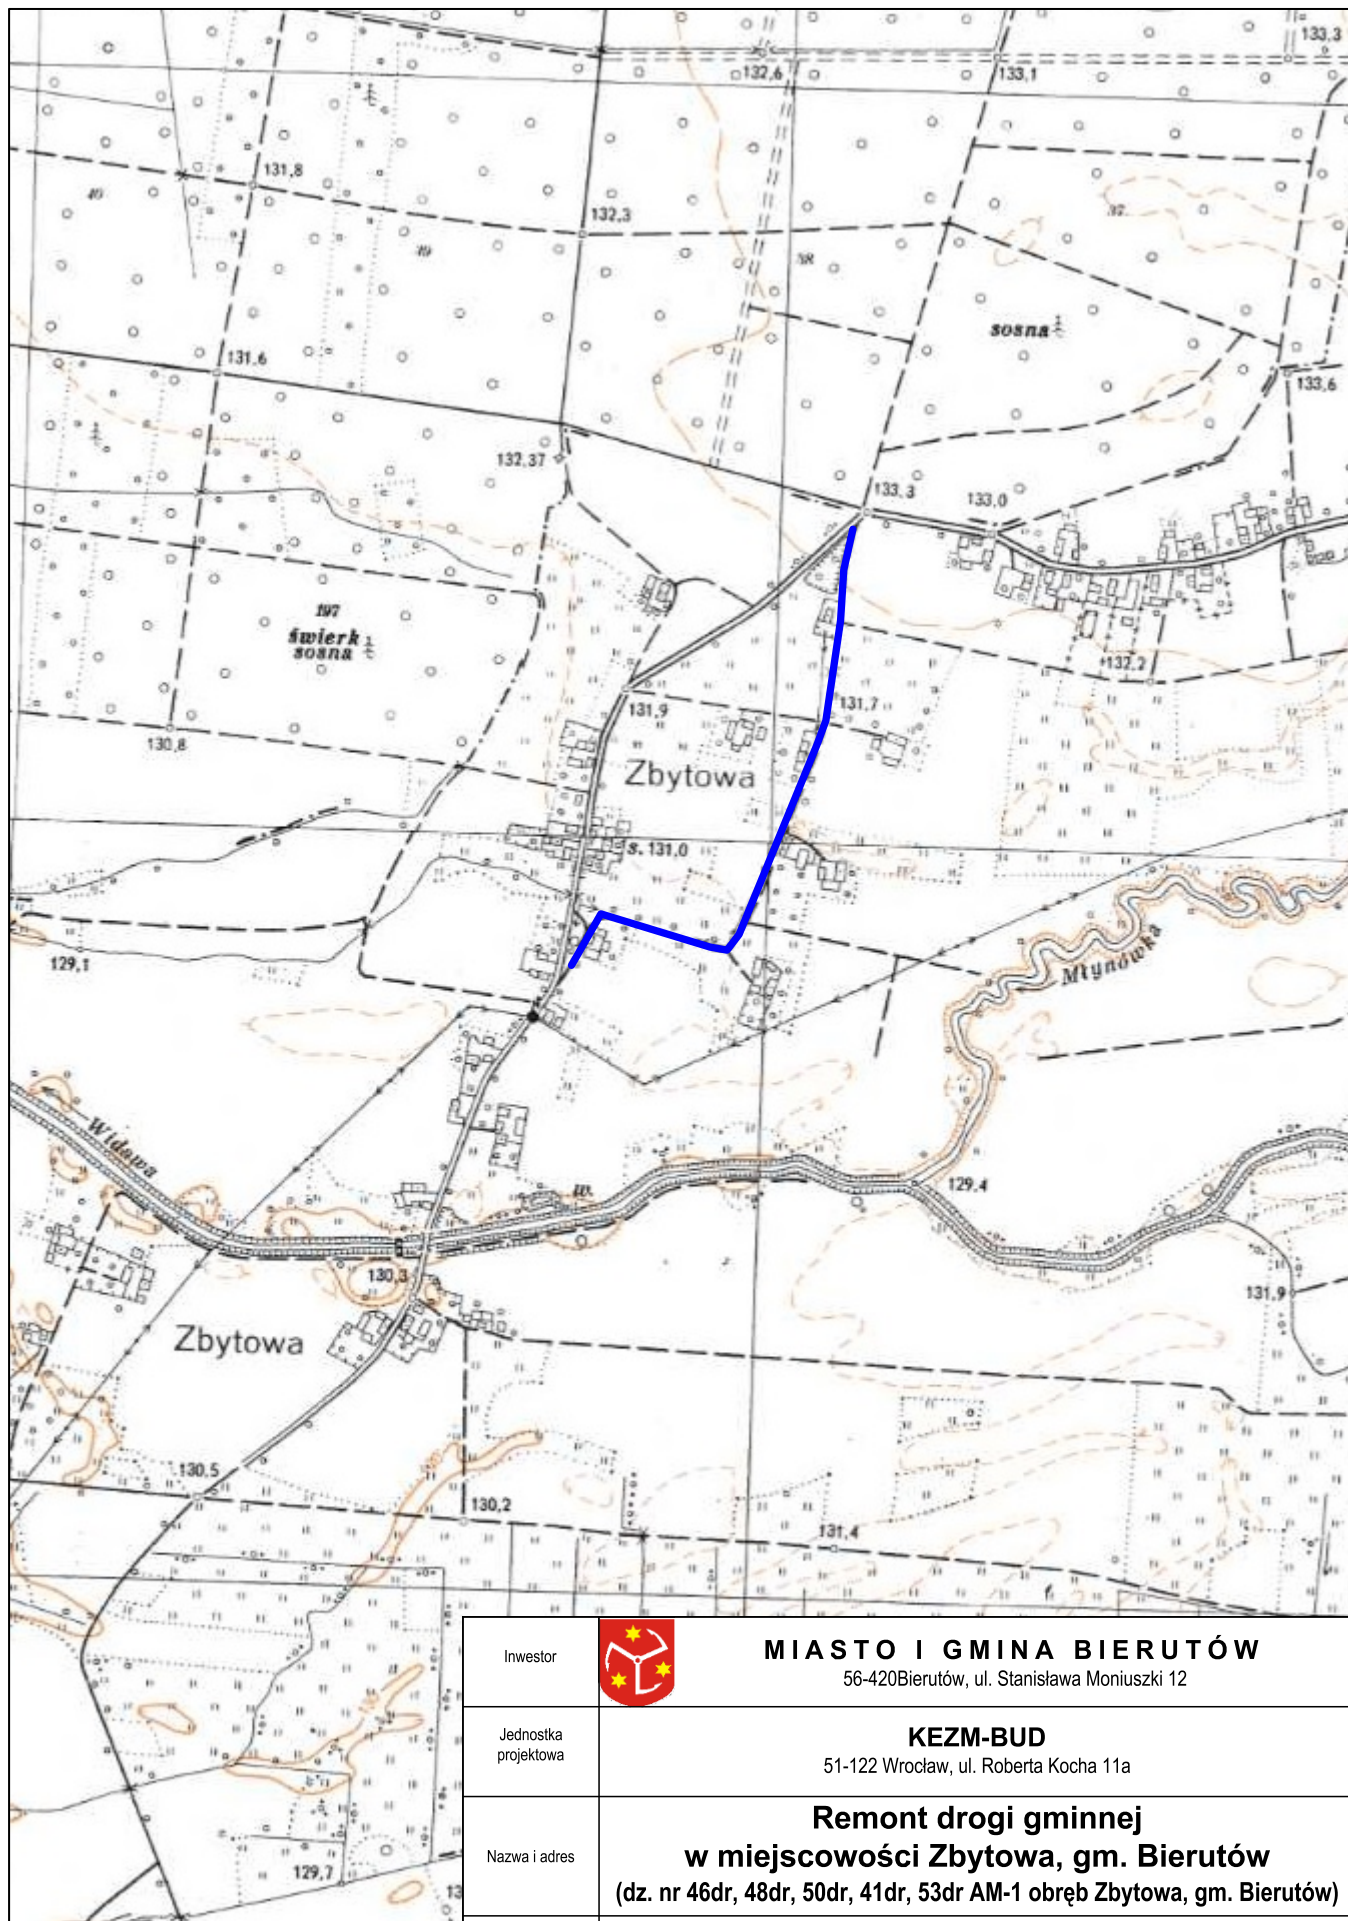 133,3
132,6
133,1
131,8
40
132,3
39
37
38
sosna
131,6
133,6
132,37
133,3
133,0
197
świerk
sosna
132,2
131,9
131,7
130,8
Zbytowa
s. 131,0
129,1
Młynówka
Widawa
w.
129,4
130,3
131,9
Zbytowa
130,5
130,2
131,4
129,7
13
Inwestor
MIASTO I GMINA BIERUTÓW
56-420Bierutów, ul. Stanisława Moniuszki 12
Jednostka
projektowa
KEZM-BUD
51-122 Wrocław, ul. Roberta Kocha 11a
Nazwa i adres
Remont drogi gminnej
w miejscowości Zbytowa, gm. Bierutów
(dz. nr 46dr, 48dr, 50dr, 41dr, 53dr AM-1 obręb Zbytowa, gm. Bierutów)